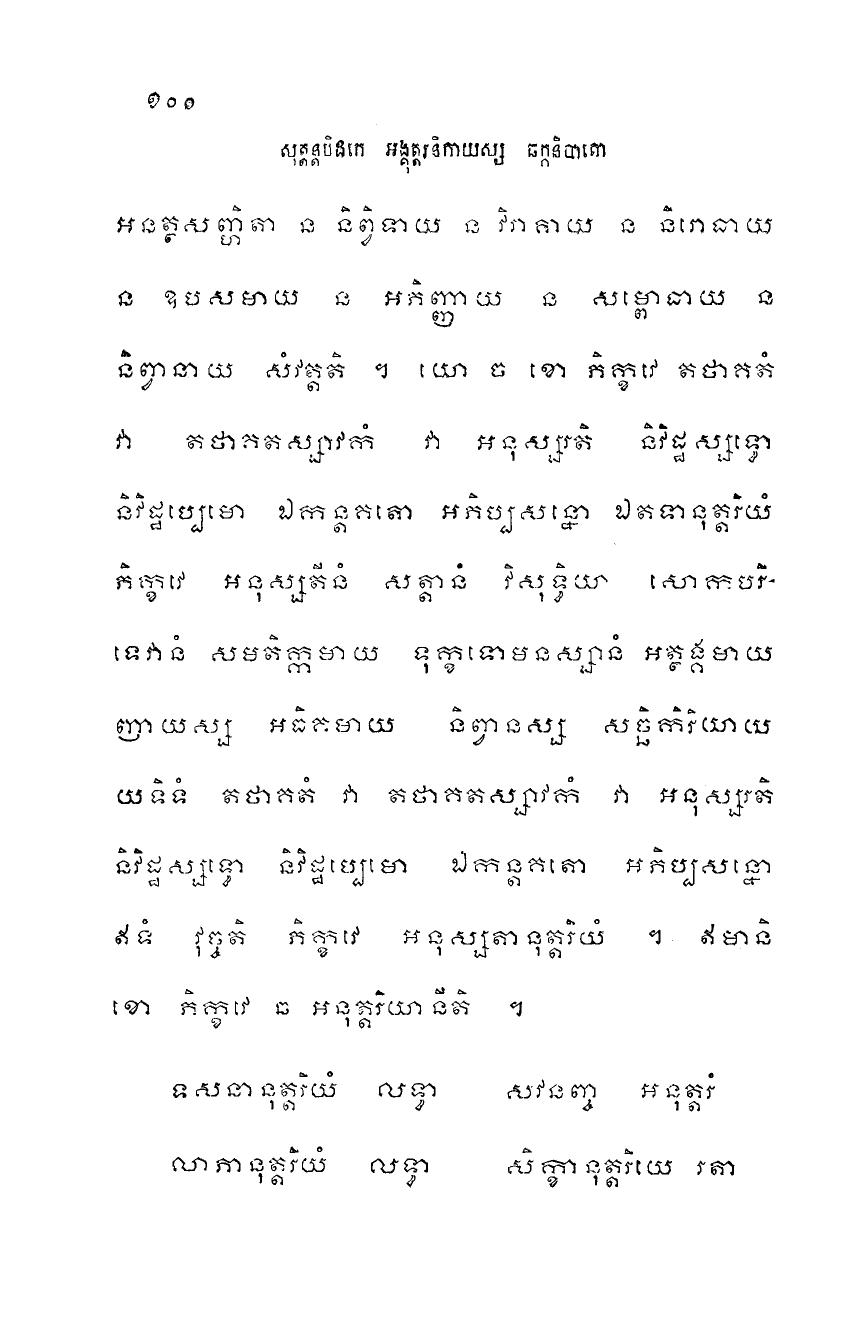 ១០០
សុត្តន្តបិដកេ អង្គុត្តរនិកាយស្ស ឆក្កនិបាតោ
អនត្ថសញ្ហិតា ន និព្វិទាយ ន វិរាគាយ ន និរោធាយ
ន ឧបសមាយ ន អភិញ្ញាយ ន សម្ពោធាយ ន
និព្វានាយ សំវត្តតិ ។ យោ ច ខោ ភិក្ខវេ តថាគតំ
វា តថាគតស្សាវកំ វា អនុស្សរតិ និវិដ្ឋស្សទ្ធោ
និវិដ្ឋប្បេមោ ឯកន្តគតោ អភិប្បសន្នោ ឯតទានុត្តរិយំ
ភិក្ខវេ អនុស្សតីនំ សត្តានំ វិសុទ្ធិយា សោកបរិ-
ទេវានំ សមតិក្កមាយ ទុក្ខទោមនស្សានំ អត្ថង្គមាយ
ញាយស្ស អធិគមាយ និព្វានស្ស សច្ឆិកិរិយាយ
យទិទំ តថាគតំ វា តថាគតស្សាវកំ វា អនុស្សរតិ
និវិដ្ឋស្សទ្ធោ និវិដ្ឋប្បេមោ ឯកន្តគតោ អភិប្បសន្នោ
ឥទំ វុច្ចតិ ភិក្ខវេ អនុស្សតានុត្តរិយំ ។ ឥមានិ
ខោ ភិក្ខវេ ឆ អនុត្តរិយានីតិ ។
ទសនានុត្តរិយំ លទ្ធា សវនញ្ច អនុត្តរំ
លាភានុត្តរិយំ លទ្ធា សិក្ខានុត្តរិយេ រតា